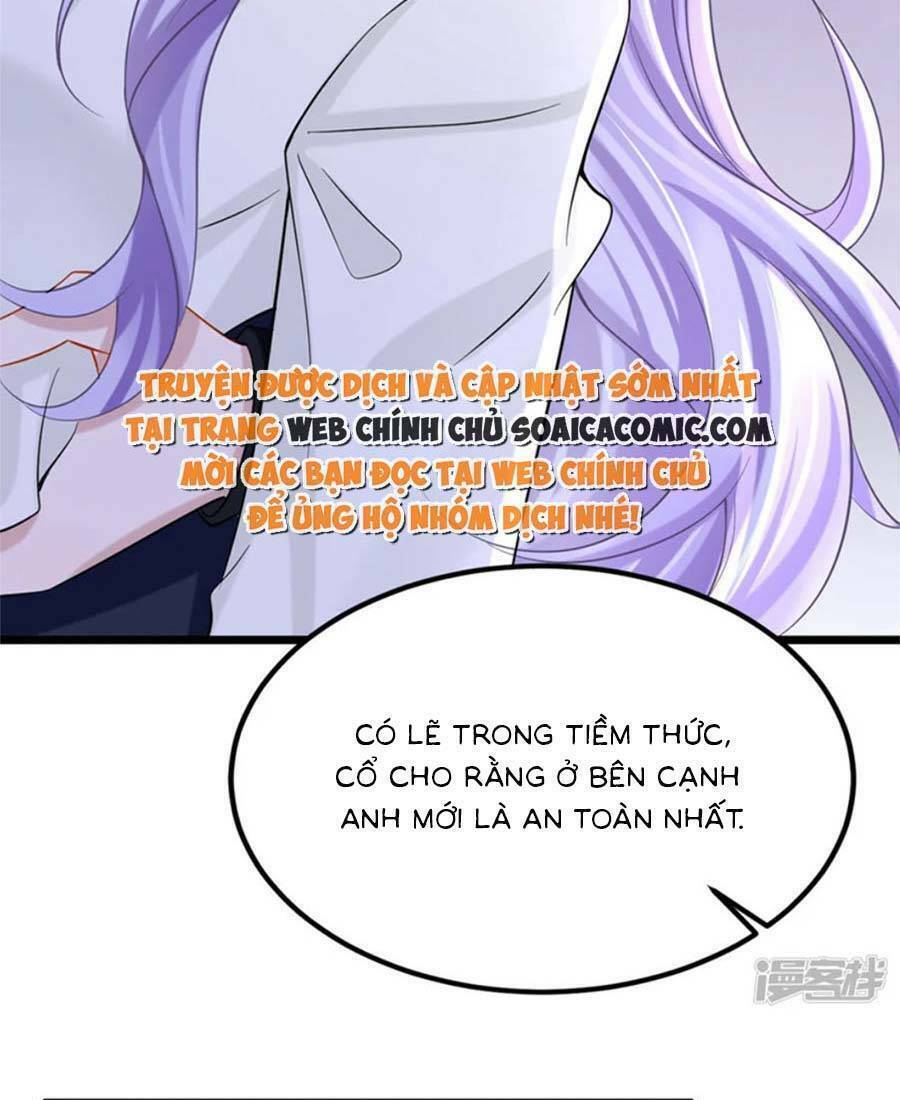 TRUYỆN ĐƯỢC DỊCH VÀ CẬP NHẬT SỚM NHẤT
TẠI TRANG WEB CHÍNH CHỦ SOAICACOMIC.COM
MỜI CÁC BẠN ĐỌC TẠI WEB CHÍNH CHỦ
ĐỂ ỦNG HỘ NHÓM DỊCH NHÉ!
CÓ LẼ TRONG TIỀM THỨC,
CỔ CHO RẰNG Ở BÊN CẠNH
ANH MỚI LÀ AN TOÀN NHẤT.
漫客栈